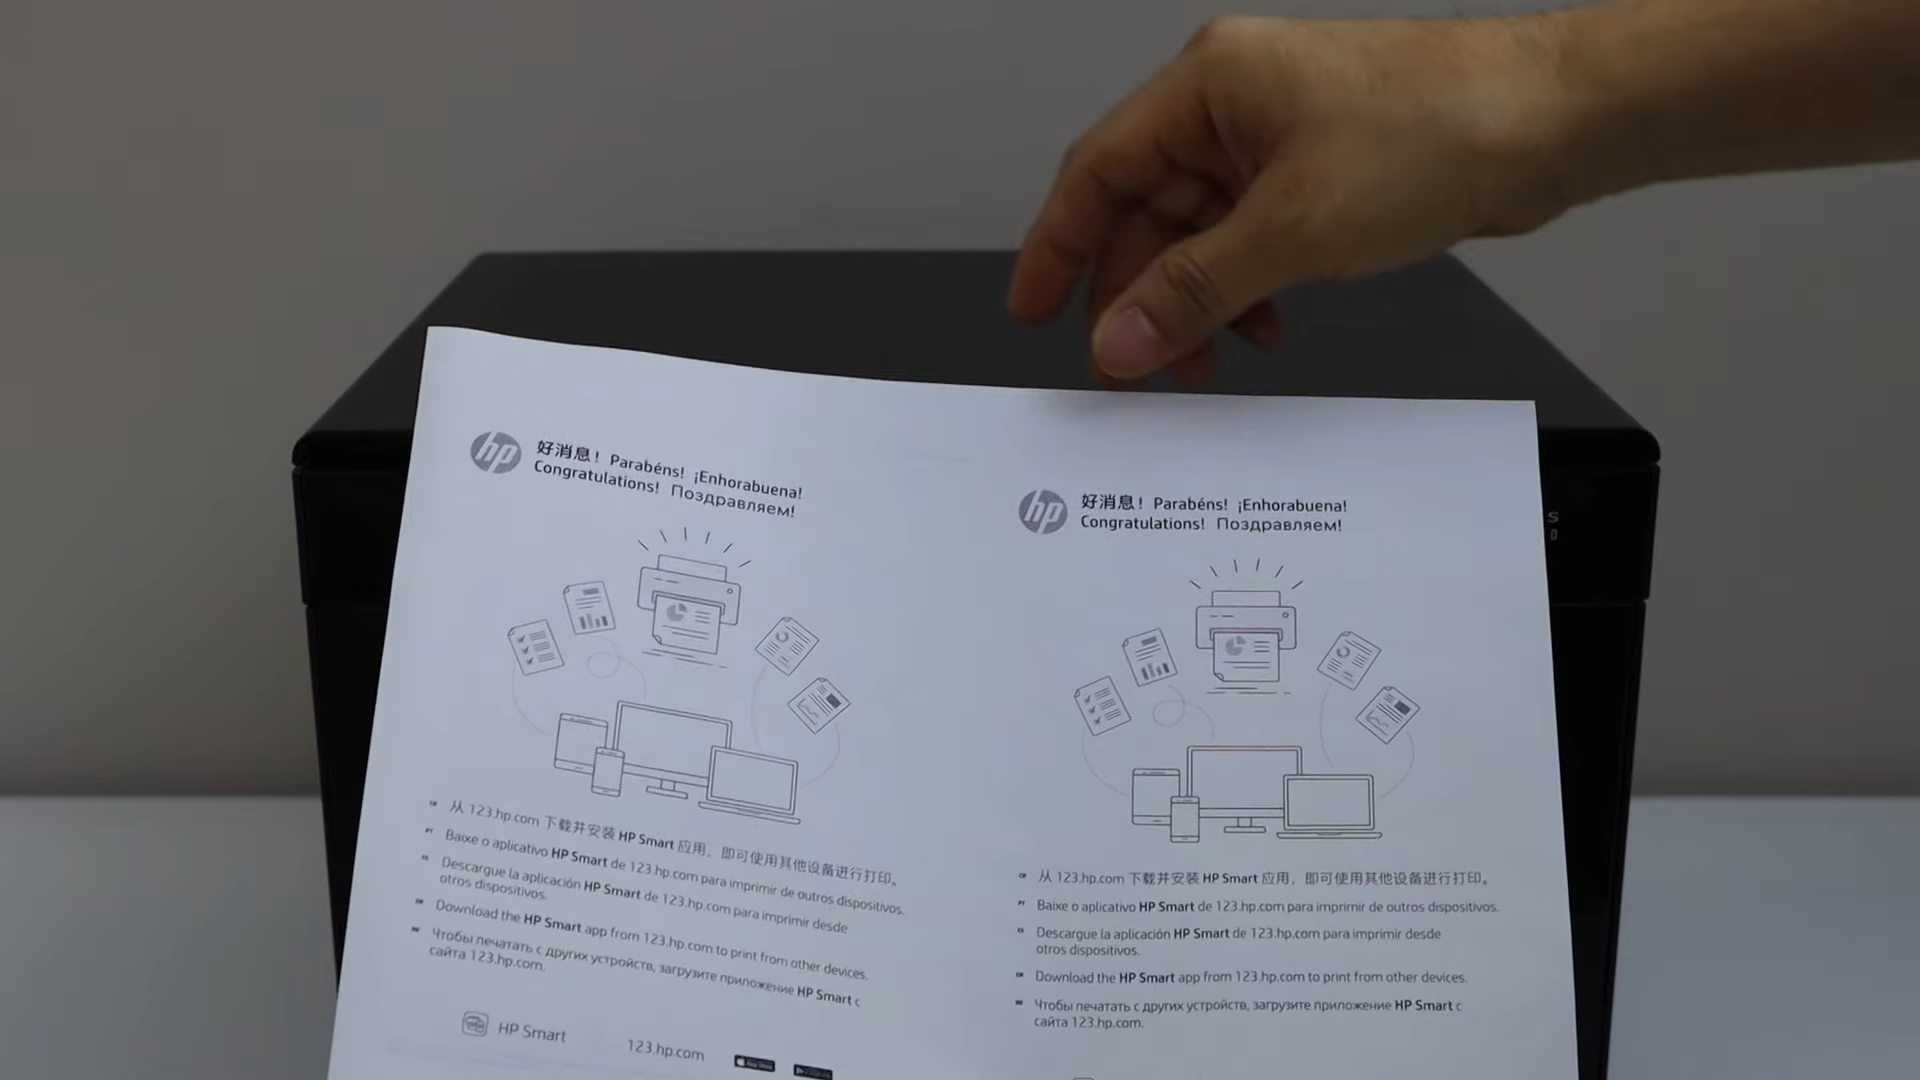 hp
好消息！ Parabéns! ¡Enhorabuena!
Congratulations! Поздравляем!
从 123.hp.com 下载并安装 HP Smart 应用，即可使用其他设备进行打印。
Baixe o aplicativo HP Smart de 123.hp.com para imprimir de outros dispositivos.
Descargue la aplicación HP Smart de 123.hp.com para imprimir desde
otros dispositivos.
Download the HP Smart app from 123.hp.com to print from other devices.
Чтобы печатать с других устройств, загрузите приложение HP Smart с
сайта 123.hp.com.
HP Smart
123.hp.com
hp
好消息！ Parabéns! ¡Enhorabuena!
Congratulations! Поздравляем!
从 123.hp.com 下载并安装 HP Smart 应用，即可使用其他设备进行打印。
Baixe o aplicativo HP Smart de 123.hp.com para imprimir de outros dispositivos.
Descargue la aplicación HP Smart de 123.hp.com para imprimir desde
otros dispositivos.
Download the HP Smart app from 123.hp.com to print from other devices.
Чтобы печатать с других устройств, загрузите приложение HP Smart с
сайта 123.hp.com.
S
0